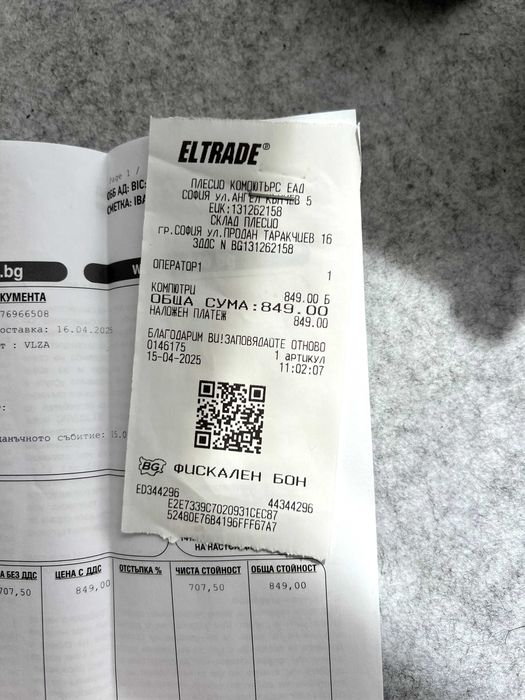 ELTRADE®
ПЛЕСИО КОМПЮТЪРС ЕАД
СОФИЯ ул.АНГЕЛ КЪНЧЕВ 5
ЕИК:131262158
СКЛАД ПЛЕСИО
ГР.СОФИЯ ул.ПРОДАН ТАРАКЧИЕВ 16
ЗДДС N BG131262158
ОПЕРАТОР1 1
КОМПЮТРИ 849.00 Б
ОБЩА СУМА:849.00
НАЛОЖЕН ПЛАТЕЖ 849.00
БЛАГОДАРИМ ВИ!ЗАПОВЯДАЙТЕ ОТНОВО
0146175 1 артикул
15-04-2025 11:02:07
BG ФИСКАЛЕН БОН
ED344296 44344296
E2E7339C7020931CEC87
52480E76B4196FFF67A7
Page 1 /
ОББ АД: BIC:
СМЕТКА: IBA
.bg
w
КУМЕНТА
76966508
оставка: 16.04.2025
т : VLZA
т:
данъчното събитие: 15.0
НА НАСТОЯ
А БЕЗ ДДС ЦЕНА С ДДС ОТСТЪПКА % ЧИСТА СТОЙНОСТ ОБЩА СТОЙНОСТ
707,50 849,00 707,50 849,00